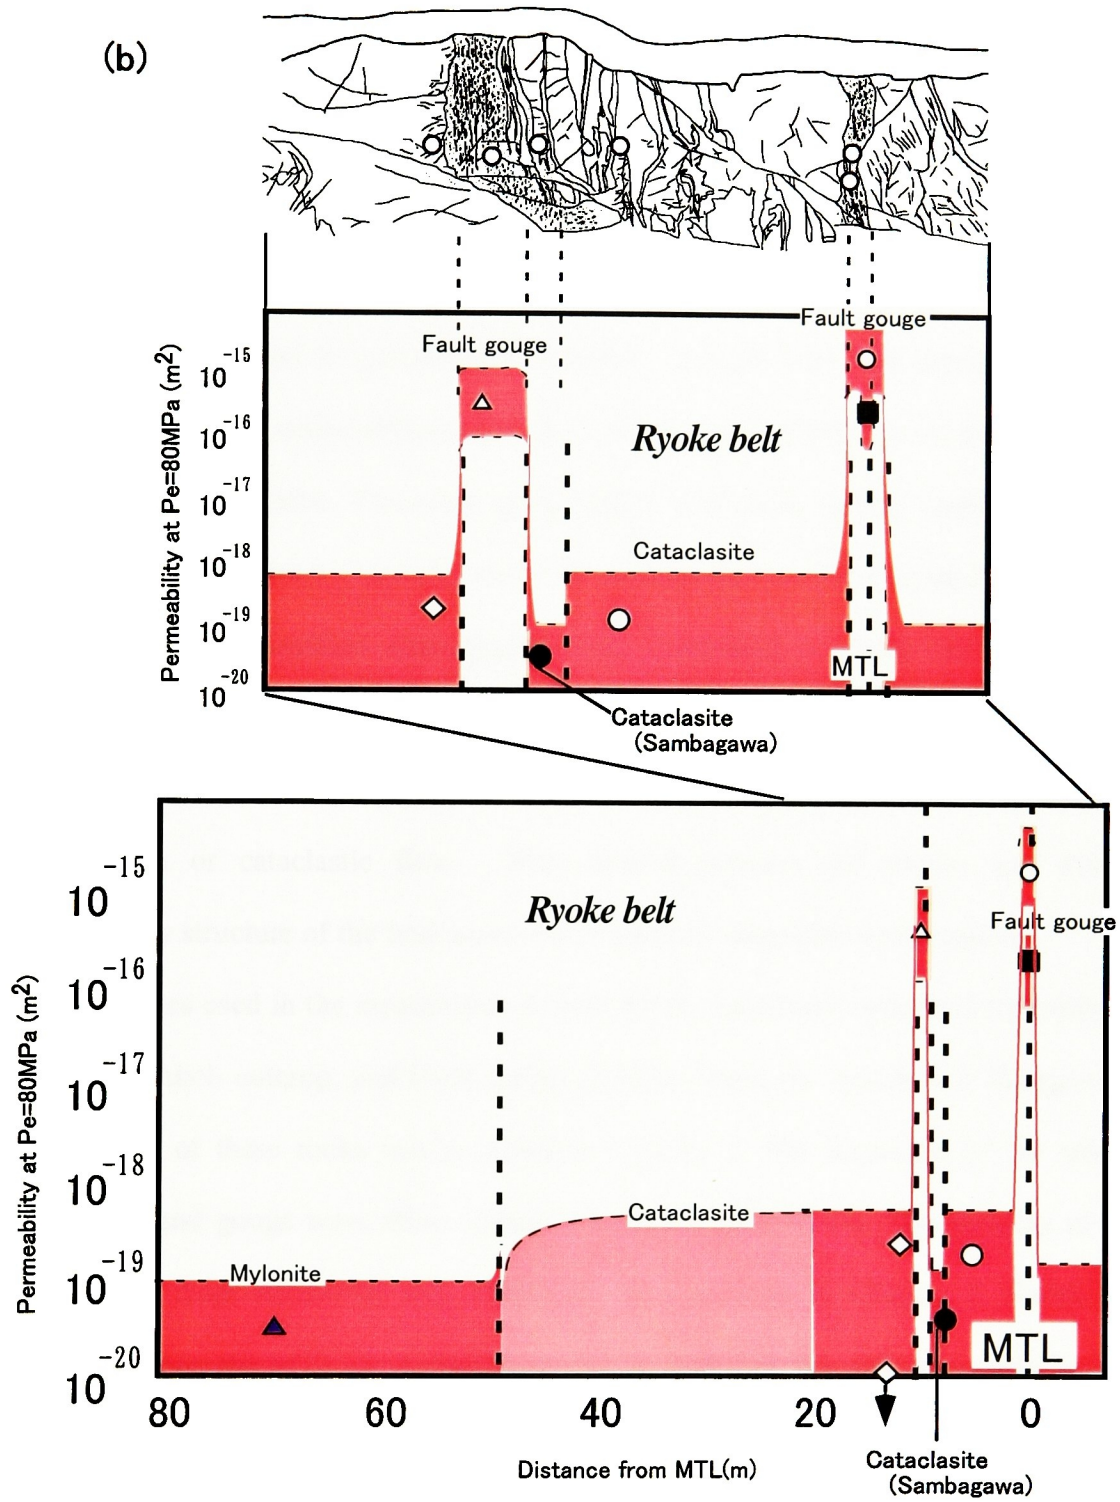 (b)
Fault gouge
Fault gouge
Permeability at Pe=80MPa (m2)
10-15
10-16
10-17
10-18
10-19
10-20
Ryoke belt
Cataclasite
MTL
Cataclasite
(Sambagawa)
Permeability at Pe=80MPa (m2)
10-15
10-16
10-17
10-18
10-19
10-20
Ryoke belt
Fault gouge
Cataclasite
Mylonite
MTL
80 60 40 20 0
Distance from MTL(m)
Cataclasite
(Sambagawa)